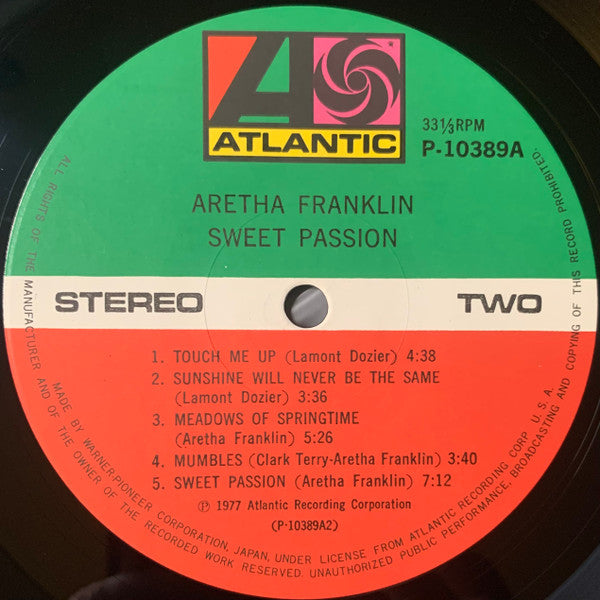 ATLANTIC
33⅓RPM
P-10389A
ARETHA FRANKLIN
SWEET PASSION
STEREO
TWO
1. TOUCH ME UP (Lamont Dozier) 4:38
2. SUNSHINE WILL NEVER BE THE SAME
(Lamont Dozier) 3:36
3. MEADOWS OF SPRINGTIME
(Aretha Franklin) 5:26
4. MUMBLES (Clark Terry-Aretha Franklin) 3:40
5. SWEET PASSION (Aretha Franklin) 7:12
℗ 1977 Atlantic Recording Corporation
(P-10389A2)
MADE BY WARNER-PIONEER CORPORATION, JAPAN, UNDER LICENSE FROM ATLANTIC RECORDING CORP. U. S. A.
ALL RIGHTS OF THE MANUFACTURER AND OF THE OWNER OF THE RECORDED WORK RESERVED. UNAUTHORIZED PUBLIC PERFORMANCE, BROADCASTING AND COPYING OF THIS RECORD PROHIBITED.